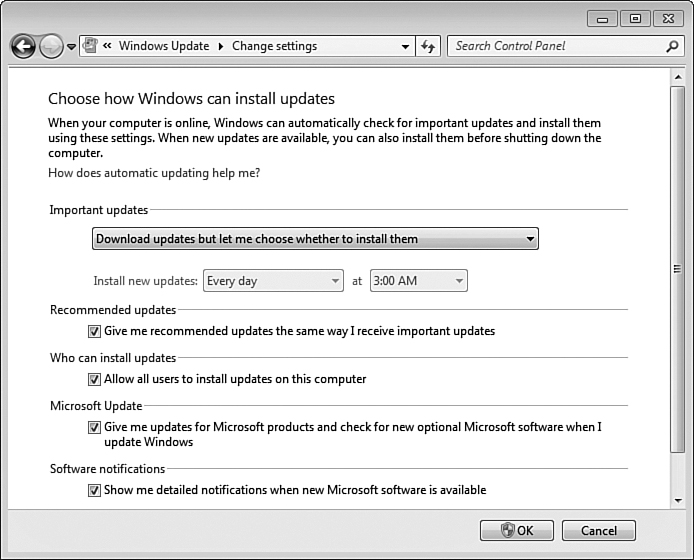 « Windows Update ▸ Change settings
Search Control Panel
Choose how Windows can install updates
When your computer is online, Windows can automatically check for important updates and install them
using these settings. When new updates are available, you can also install them before shutting down the
computer.
How does automatic updating help me?
Important updates
Download updates but let me choose whether to install them
Install new updates: Every day at 3:00 AM
Recommended updates
Give me recommended updates the same way I receive important updates
Who can install updates
Allow all users to install updates on this computer
Microsoft Update
Give me updates for Microsoft products and check for new optional Microsoft software when I
update Windows
Software notifications
Show me detailed notifications when new Microsoft software is available
OK Cancel